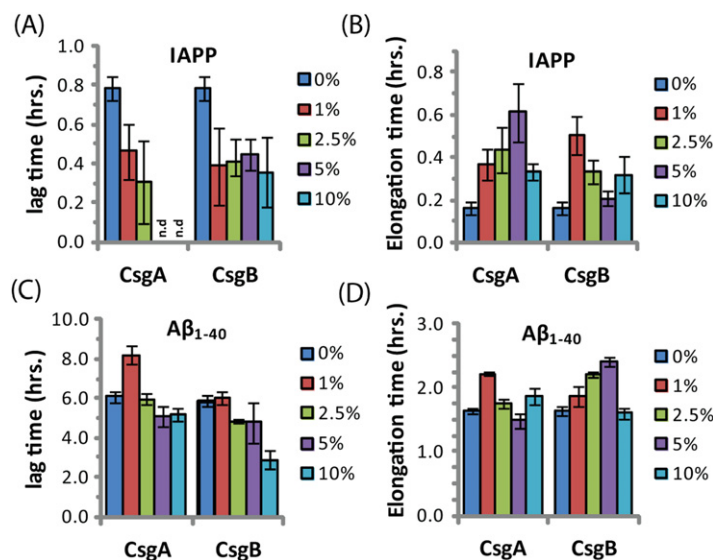 (A)
IAPP
lag time (hrs.)
1.0
0.8
0.6
0.4
0.2
0.0
n.d
n.d
CsgA CsgB
0%
1%
2.5%
5%
10%
(B)
IAPP
Elongation time (hrs.)
0.8
0.6
0.4
0.2
0.0
CsgA CsgB
0%
1%
2.5%
5%
10%
(C)
Aβ1-40
lag time (hrs.)
10.0
8.0
6.0
4.0
2.0
0.0
CsgA CsgB
0%
1%
2.5%
5%
10%
(D)
Aβ1-40
Elongation time (hrs.)
3.0
2.0
1.0
0.0
CsgA CsgB
0%
1%
2.5%
5%
10%